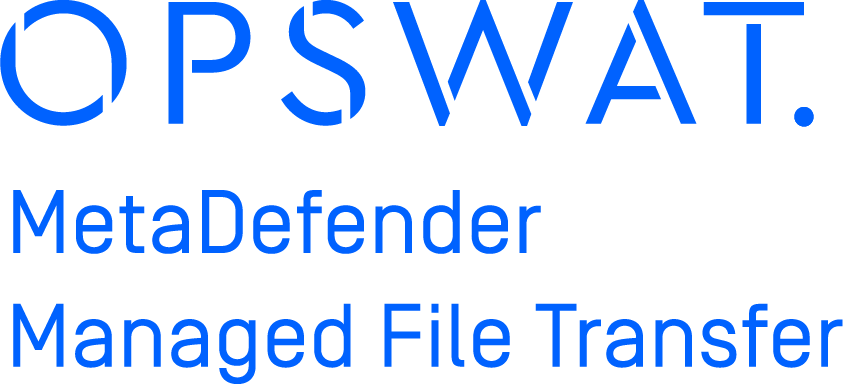 OPSWAT.
MetaDefender
Managed File Transfer